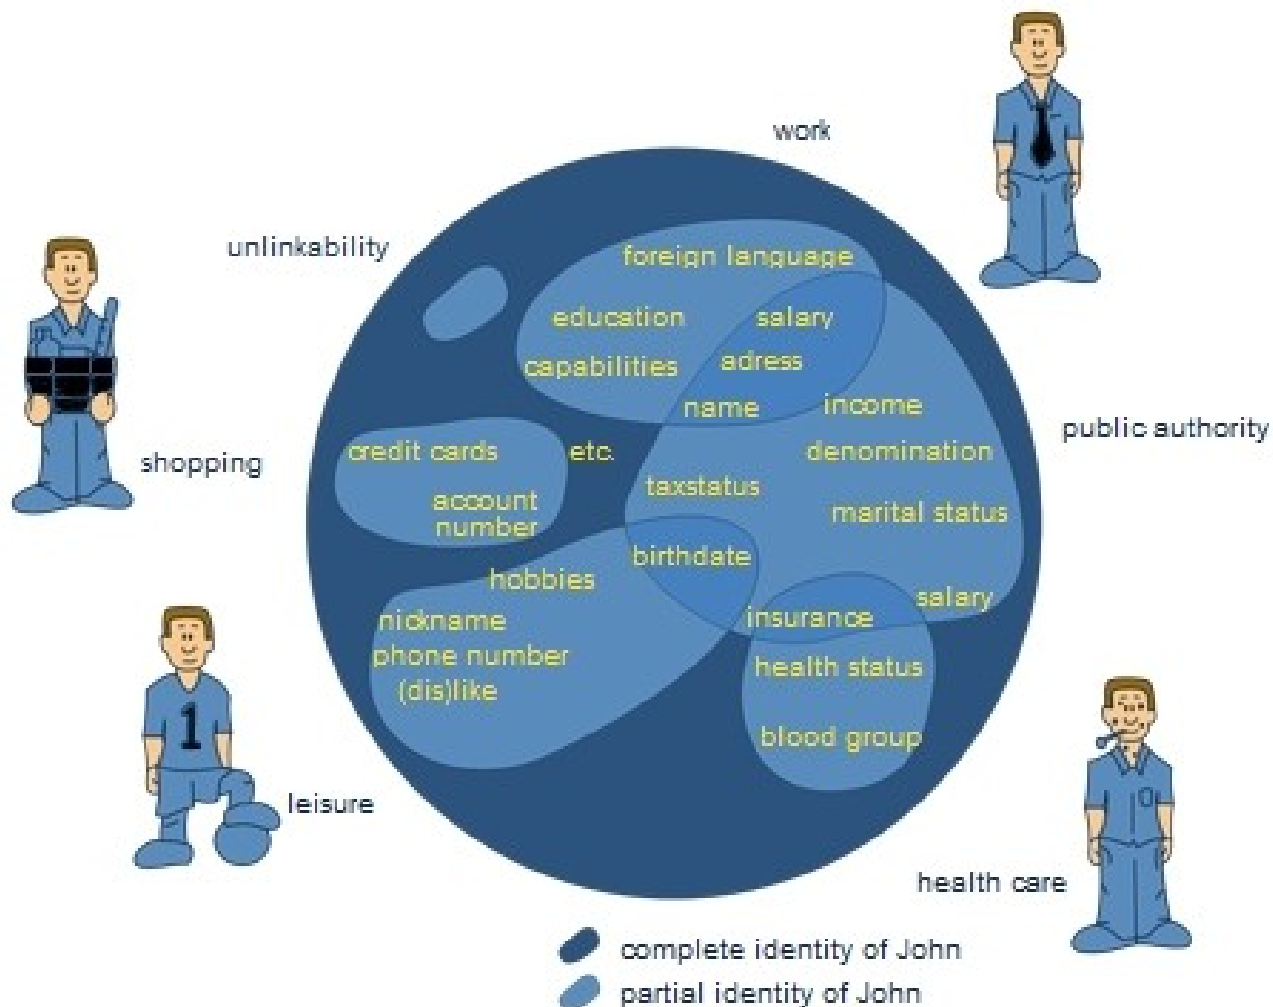 work
unlinkability
foreign language
education
salary
capabilities
adress
name
income
public authority
credit cards
etc.
denomination
shopping
taxstatus
account
number
marital status
birthdate
hobbies
salary
nickname
insurance
phone number
health status
(dis)like
1
blood group
leisure
health care
complete identity of John
partial identity of John